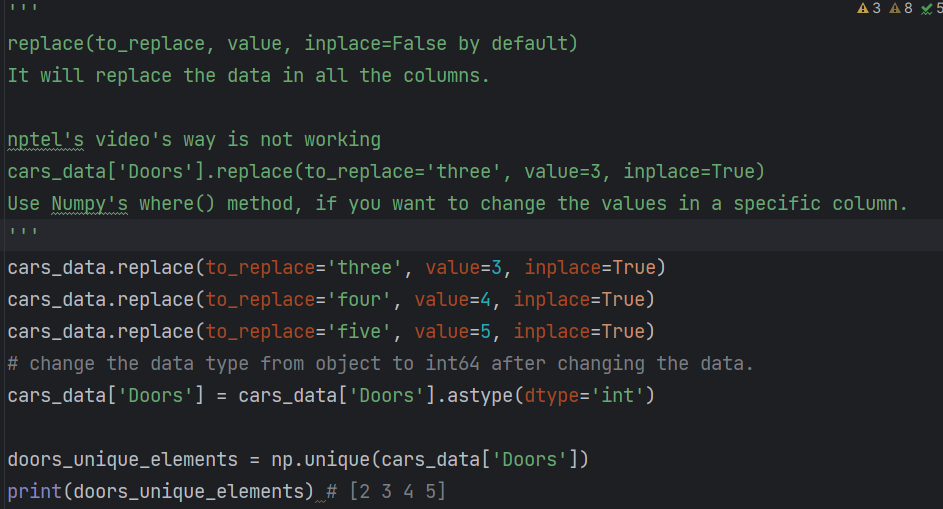 '''
3 8 5
replace(to_replace, value, inplace=False by default)
It will replace the data in all the columns.
nptel's video's way is not working
cars_data['Doors'].replace(to_replace='three', value=3, inplace=True)
Use Numpy's where() method, if you want to change the values in a specific column.
'''
cars_data.replace(to_replace='three', value=3, inplace=True)
cars_data.replace(to_replace='four', value=4, inplace=True)
cars_data.replace(to_replace='five', value=5, inplace=True)
# change the data type from object to int64 after changing the data.
cars_data['Doors'] = cars_data['Doors'].astype(dtype='int')
doors_unique_elements = np.unique(cars_data['Doors'])
print(doors_unique_elements) # [2 3 4 5]